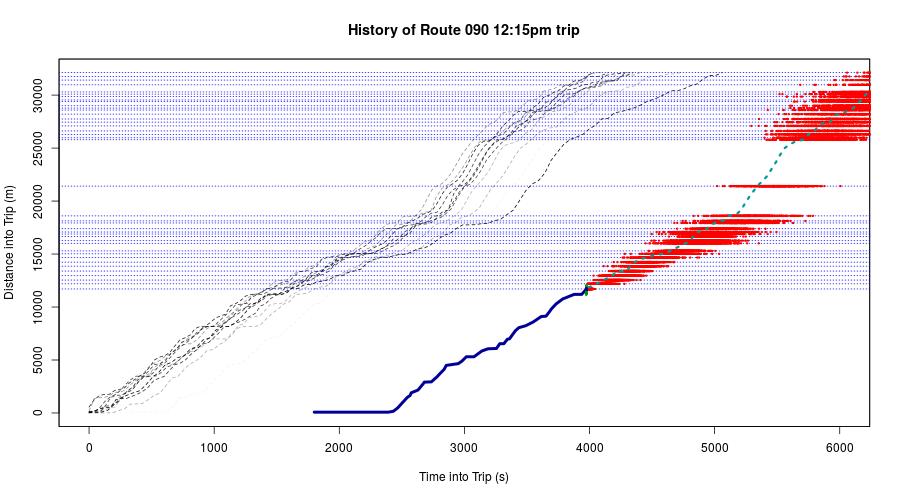 History of Route 090 12:15pm trip
Distance into Trip (m)
30000
25000
20000
15000
10000
5000
0
0 1000 2000 3000 4000 5000 6000
Time into Trip (s)